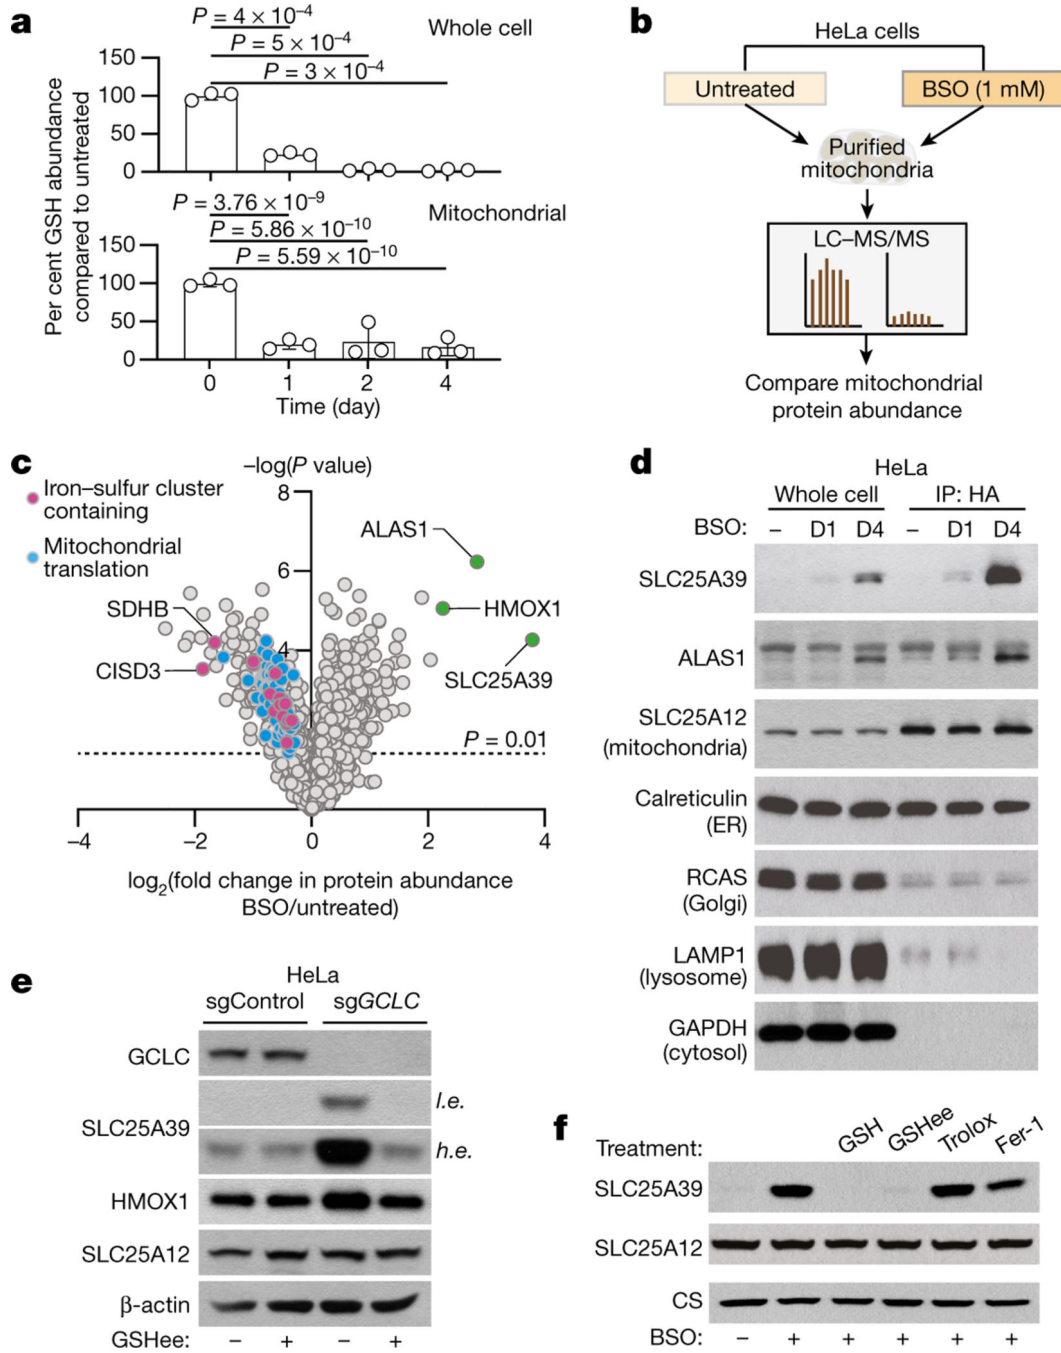 a
P = 4 × 10⁻⁴
Whole cell
P = 5 × 10⁻⁴
P = 3 × 10⁻⁴
150
100
50
0
Per cent GSH abundance
compared to untreated
P = 3.76 × 10⁻⁹
Mitochondrial
P = 5.86 × 10⁻¹⁰
P = 5.59 × 10⁻¹⁰
150
100
50
0
0 1 2 4
Time (day)
b
HeLa cells
Untreated BSO (1 mM)
Purified
mitochondria
LC–MS/MS
Compare mitochondrial
protein abundance
c
–log(P value)
Iron–sulfur cluster
containing
Mitochondrial
translation
8
6
4
ALAS1
HMOX1
SLC25A39
SDHB
CISD3
P = 0.01
–4 –2 0 2 4
log₂(fold change in protein abundance
BSO/untreated)
d
HeLa
Whole cell IP: HA
BSO: – D1 D4 – D1 D4
SLC25A39
ALAS1
SLC25A12
(mitochondria)
Calreticulin
(ER)
RCAS
(Golgi)
LAMP1
(lysosome)
GAPDH
(cytosol)
e
HeLa
sgControl sgGCLC
GCLC
SLC25A39
l.e.
h.e.
HMOX1
SLC25A12
β-actin
GSHee: – + – +
f
Treatment: GSH GSHee Trolox Fer-1
SLC25A39
SLC25A12
CS
BSO: – + + + + +